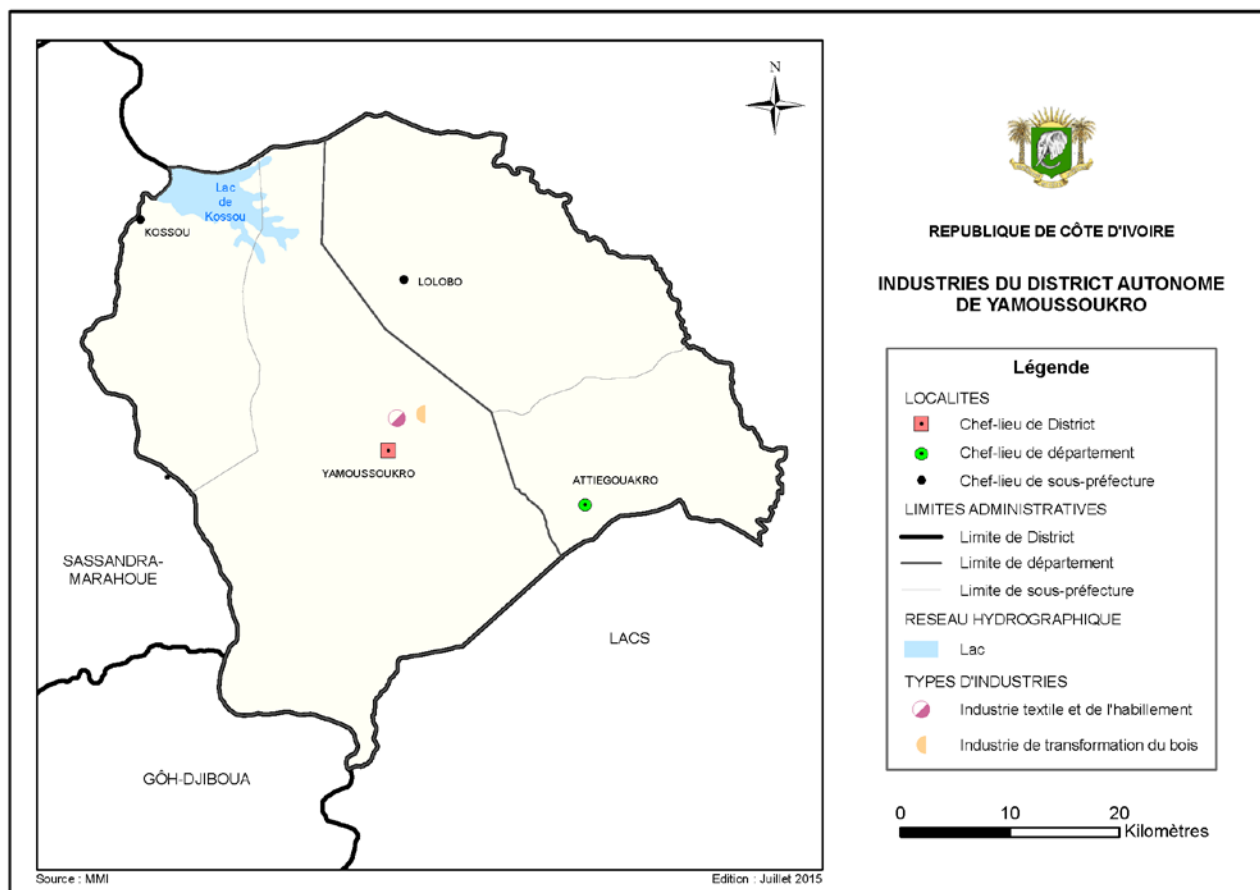 N
Lac
de
Kossou
KOSSOU
LOLOBO
YAMOUSSOUKRO
ATTIEGOUAKRO
SASSANDRA-
MARAHOUE
LACS
GÔH-DJIBOUA
Source : MMI
Edition : Juillet 2015
REPUBLIQUE DE CÔTE D'IVOIRE
INDUSTRIES DU DISTRICT AUTONOME
DE YAMOUSSOUKRO
Légende
LOCALITES
Chef-lieu de District
Chef-lieu de département
Chef-lieu de sous-préfecture
LIMITES ADMINISTRATIVES
Limite de District
Limite de département
Limite de sous-préfecture
RESEAU HYDROGRAPHIQUE
Lac
TYPES D'INDUSTRIES
Industrie textile et de l'habillement
Industrie de transformation du bois
0 10 20
Kilomètres